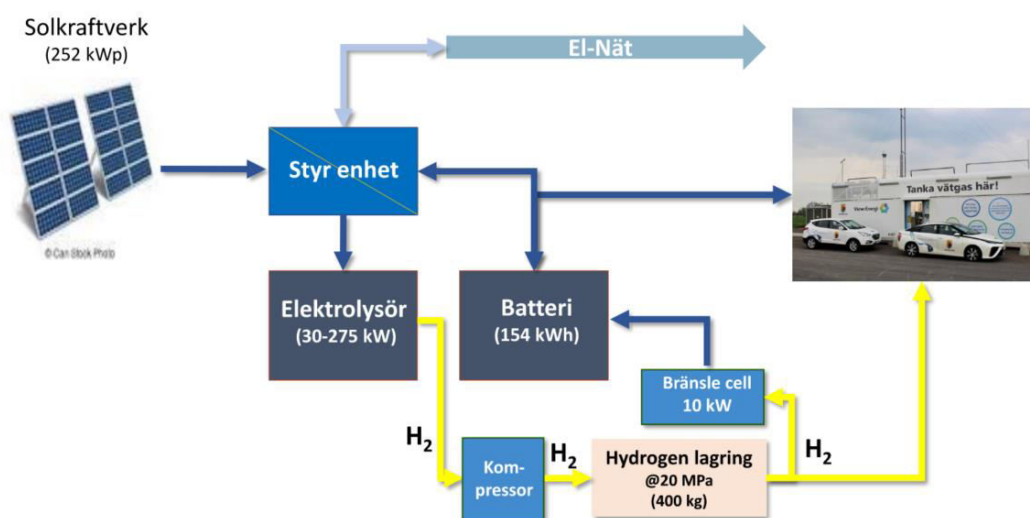 Solkraftverk
(252 kWp)
El-Nät
Styr enhet
Tanka vätgas här!
© Can Stock Photo
Elektrolysör
(30-275 kW)
Batteri
(154 kWh)
Bränsle cell
10 kW
H₂
Kom-
pressor
H₂
Hydrogen lagring
@20 MPa
(400 kg)
H₂